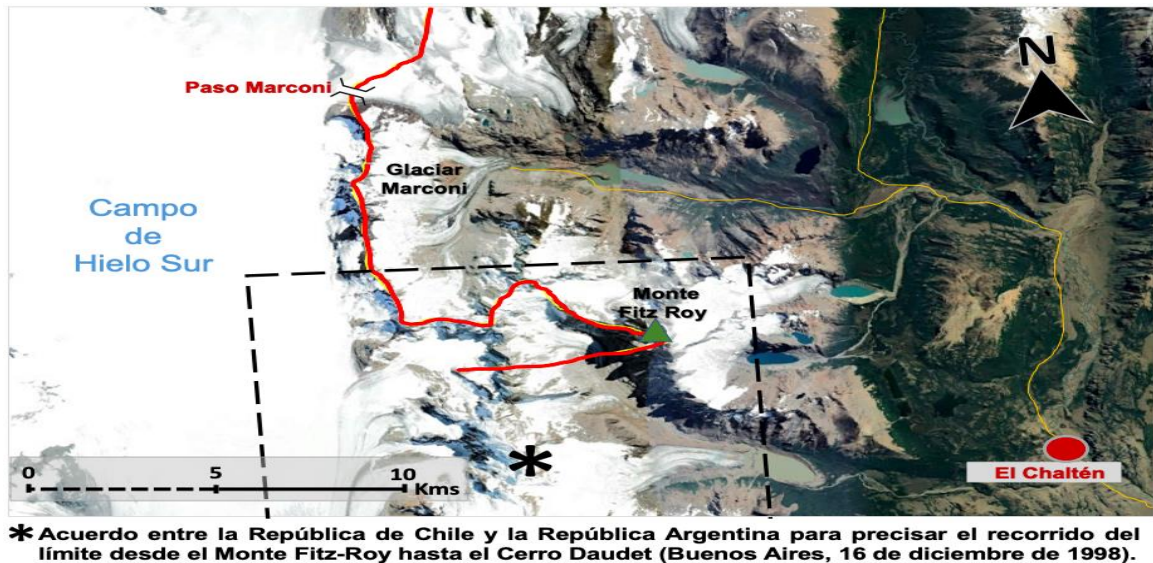 N
Paso Marconi
Glaciar
Marconi
Campo
de
Hielo Sur
Monte
Fitz Roy
*
0 5 10 Kms
El Chaltén
* Acuerdo entre la República de Chile y la República Argentina para precisar el recorrido del
límite desde el Monte Fitz-Roy hasta el Cerro Daudet (Buenos Aires, 16 de diciembre de 1998).